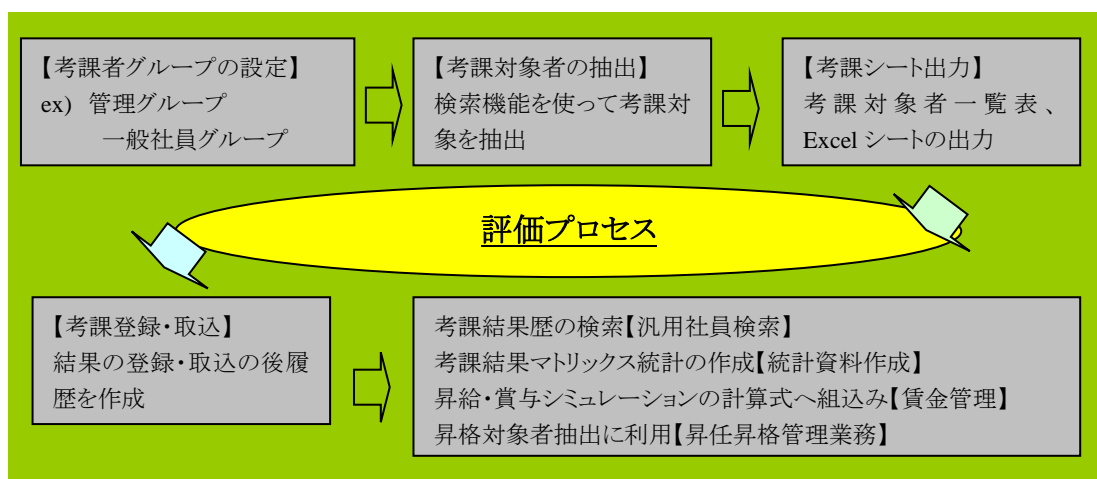 【考課者グループの設定】
ex) 管理グループ
一般社員グループ
【考課対象者の抽出】
検索機能を使って考課対
象を抽出
【考課シート出力】
考課対象者一覧表、
Excel シートの出力
評価プロセス
【考課登録・取込】
結果の登録・取込の後履
歴を作成
考課結果歴の検索【汎用社員検索】
考課結果マトリックス統計の作成【統計資料作成】
昇給・賞与シミュレーションの計算式へ組込み【賃金管理】
昇格対象者抽出に利用【昇任昇格管理業務】